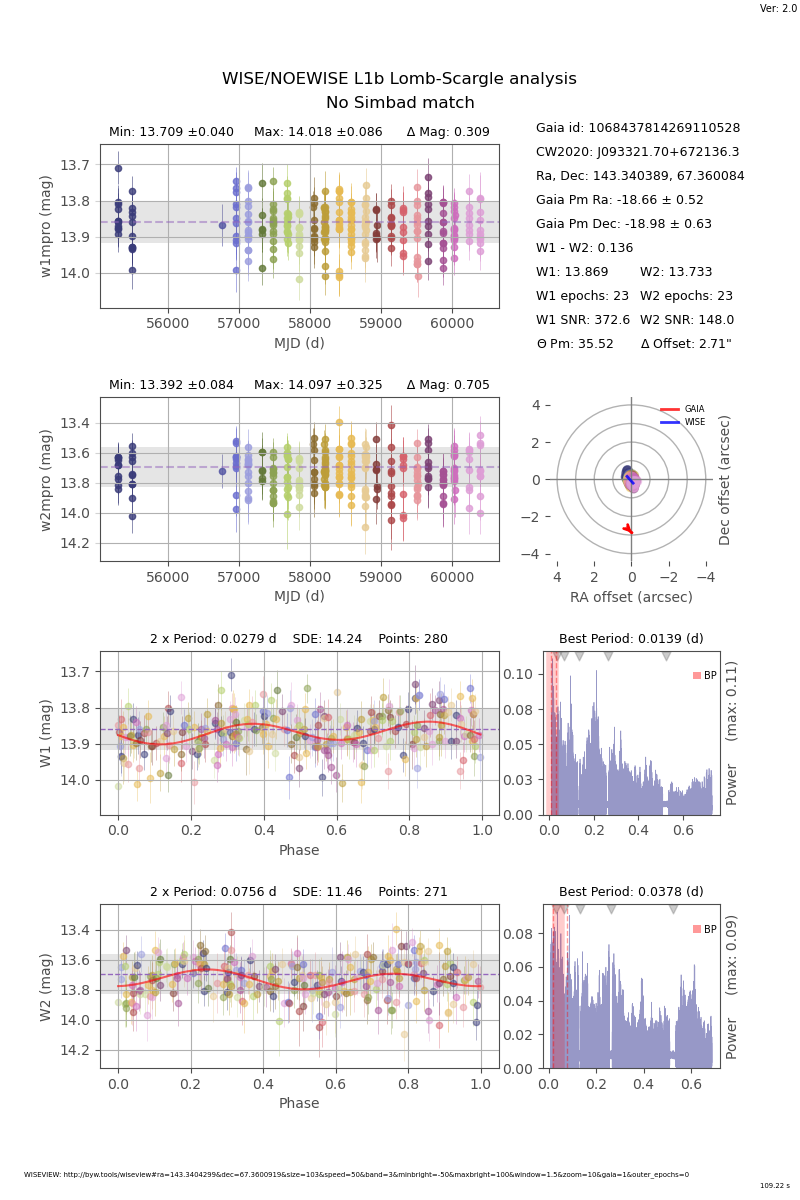 Ver: 2.0
WISE/NOEWISE L1b Lomb-Scargle analysis
No Simbad match
Min: 13.709 ±0.040 Max: 14.018 ±0.086 Δ Mag: 0.309
13.7
13.8
13.9
14.0
w1mpro (mag)
56000 57000 58000 59000 60000
MJD (d)
Gaia id: 1068437814269110528
CW2020: J093321.70+672136.3
Ra, Dec: 143.340389, 67.360084
Gaia Pm Ra: -18.66 ± 0.52
Gaia Pm Dec: -18.98 ± 0.63
W1 - W2: 0.136
W1: 13.869 W2: 13.733
W1 epochs: 23 W2 epochs: 23
W1 SNR: 372.6 W2 SNR: 148.0
Θ Pm: 35.52 Δ Offset: 2.71"
Min: 13.392 ±0.084 Max: 14.097 ±0.325 Δ Mag: 0.705
13.4
13.6
13.8
14.0
14.2
w2mpro (mag)
56000 57000 58000 59000 60000
MJD (d)
GAIA
WISE
4
2
0
−2
−4
Dec offset (arcsec)
4 2 0 −2 −4
RA offset (arcsec)
2 x Period: 0.0279 d SDE: 14.24 Points: 280
13.7
13.8
13.9
14.0
W1 (mag)
0.0 0.2 0.4 0.6 0.8 1.0
Phase
Best Period: 0.0139 (d)
BP
0.10
0.08
0.05
0.03
0.00
Power (max: 0.11)
0.0 0.2 0.4 0.6
2 x Period: 0.0756 d SDE: 11.46 Points: 271
13.4
13.6
13.8
14.0
14.2
W2 (mag)
0.0 0.2 0.4 0.6 0.8 1.0
Phase
Best Period: 0.0378 (d)
BP
0.08
0.06
0.04
0.02
0.00
Power (max: 0.09)
0.0 0.2 0.4 0.6
WISEVIEW: http://byw.tools/wiseview#ra=143.3404299&dec=67.3600919&size=103&speed=50&band=3&minbright=-50&maxbright=100&window=1.5&zoom=10&gaia=1&outer_epochs=0
109.22 s